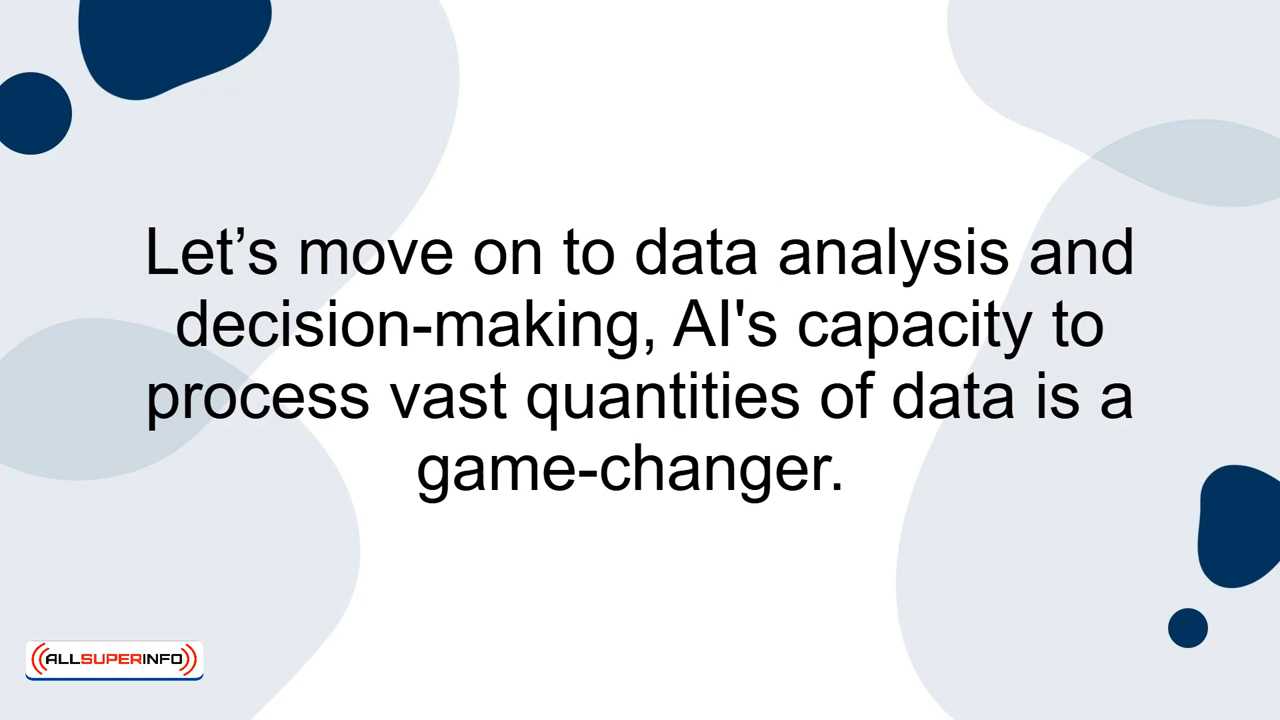 Let’s move on to data analysis and
decision-making, AI's capacity to
process vast quantities of data is a
game-changer.
ALLSUPERINFO